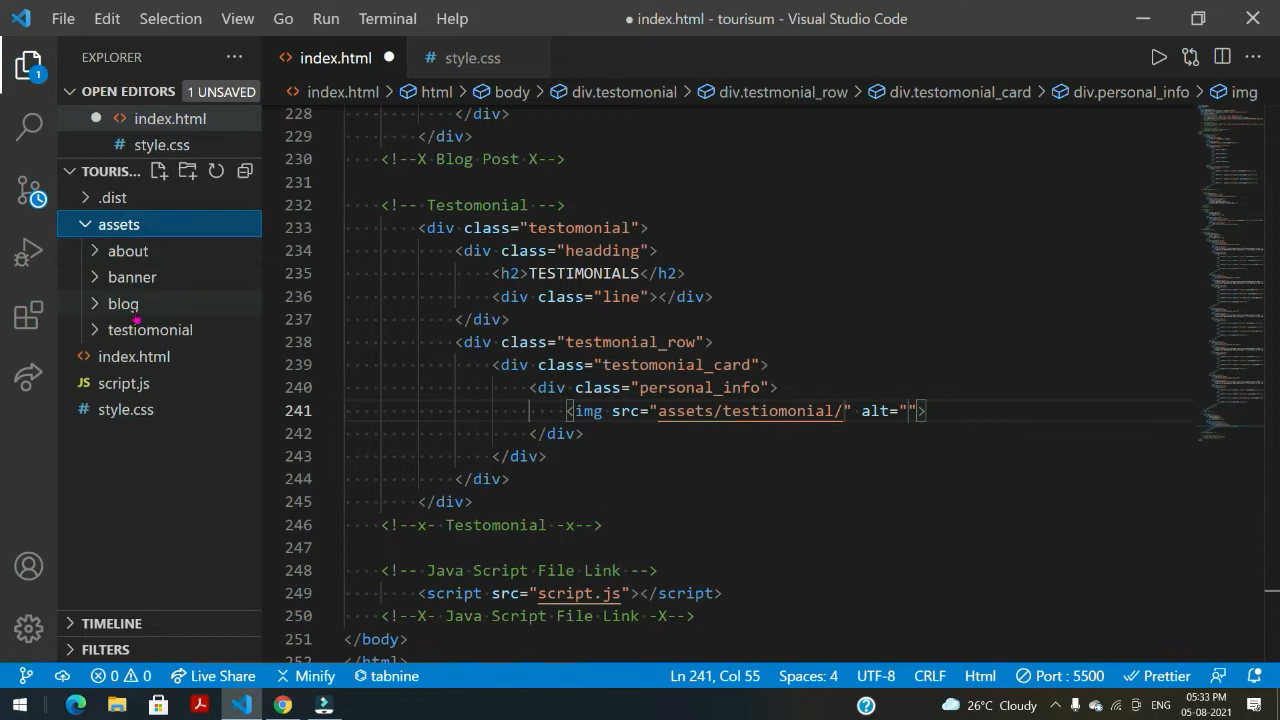 File Edit Selection View Go Run Terminal Help
● index.html - tourisum - Visual Studio Code
EXPLORER
<> index.html ●
# style.css
OPEN EDITORS 1 UNSAVED
index.html > html > body > div.testomonial > div.testmonial_row > div.testomonial_card > div.personal_info > img
● <> index.html
# style.css
TOURIS...
.dist
assets
about
banner
blog
testiomonial
<> index.html
JS script.js
# style.css
TIMELINE
FILTERS
1
228 </div>
229 </div>
230 <!--X Blog Post X-->
231
232 <!-- Testomonial -->
233 <div class="testomonial">
234 <div class="headding">
235 <h2>TESTIMONIALS</h2>
236 <div class="line"></div>
237 </div>
238 <div class="testmonial_row">
239 <div class="testomonial_card">
240 <div class="personal_info">
241 <img src="assets/testiomonial/" alt="">
242 </div>
243 </div>
244 </div>
245 </div>
246 <!--x- Testomonial -x-->
247
248 <!-- Java Script File Link -->
249 <script src="script.js"></script>
250 <!--X- Java Script File Link -X-->
251 </body>
252 </html>
0 0 Live Share Minify tabnine Ln 241, Col 55 Spaces: 4 UTF-8 CRLF Html Port : 5500 Prettier
26°C Cloudy ENG 05:33 PM
05-08-2021